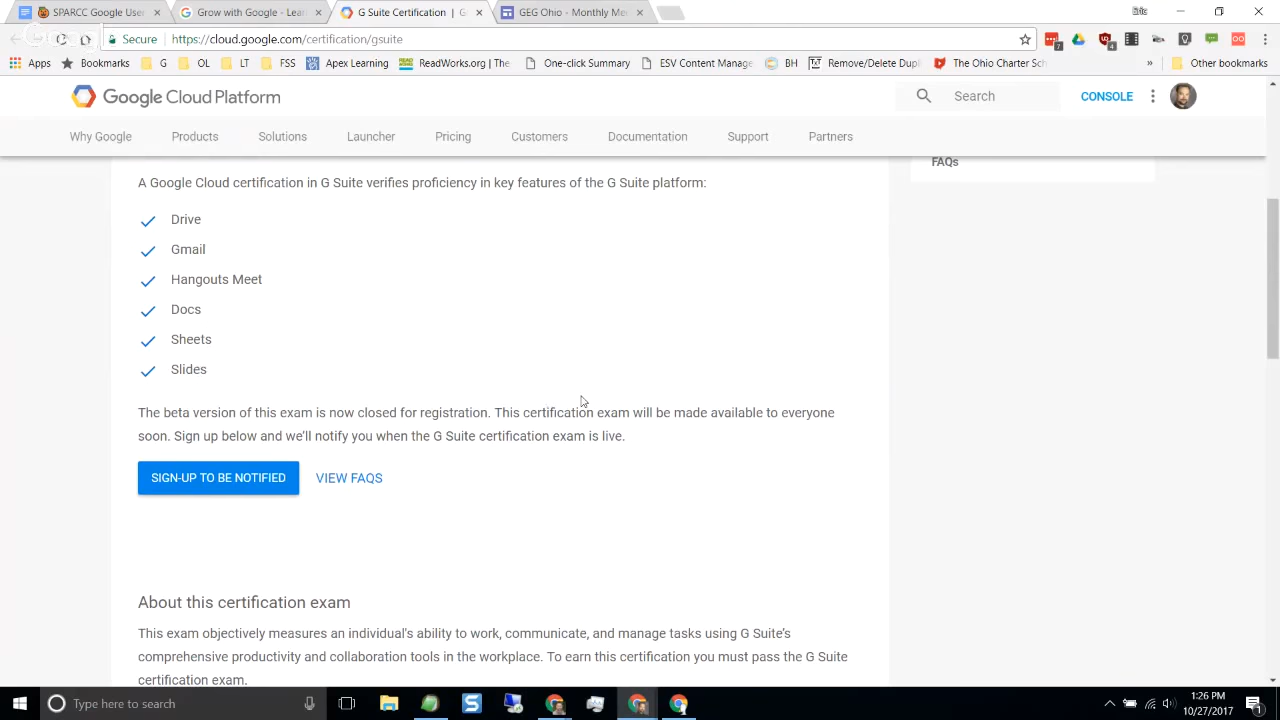 SPARCC Google User
Grow with Google - Lear
G Suite Certification | G
GEG Ohio - Monthly Me
Secure https://cloud.google.com/certification/gsuite
7
4
Apps Bookmarks G OL LT FSS Apex Learning ReadWorks.org | The One-click Summary ESV Content Manage BH Remove/Delete Dupl The Ohio Charter Sch » Other bookmarks
Google Cloud Platform Search CONSOLE
Why Google Products Solutions Launcher Pricing Customers Documentation Support Partners
FAQs
A Google Cloud certification in G Suite verifies proficiency in key features of the G Suite platform:
Drive
Gmail
Hangouts Meet
Docs
Sheets
Slides
The beta version of this exam is now closed for registration. This certification exam will be made available to everyone
soon. Sign up below and we'll notify you when the G Suite certification exam is live.
SIGN-UP TO BE NOTIFIED VIEW FAQS
About this certification exam
This exam objectively measures an individual's ability to work, communicate, and manage tasks using G Suite's
comprehensive productivity and collaboration tools in the workplace. To earn this certification you must pass the G Suite
certification exam.
Type here to search
1:26 PM
10/27/2017